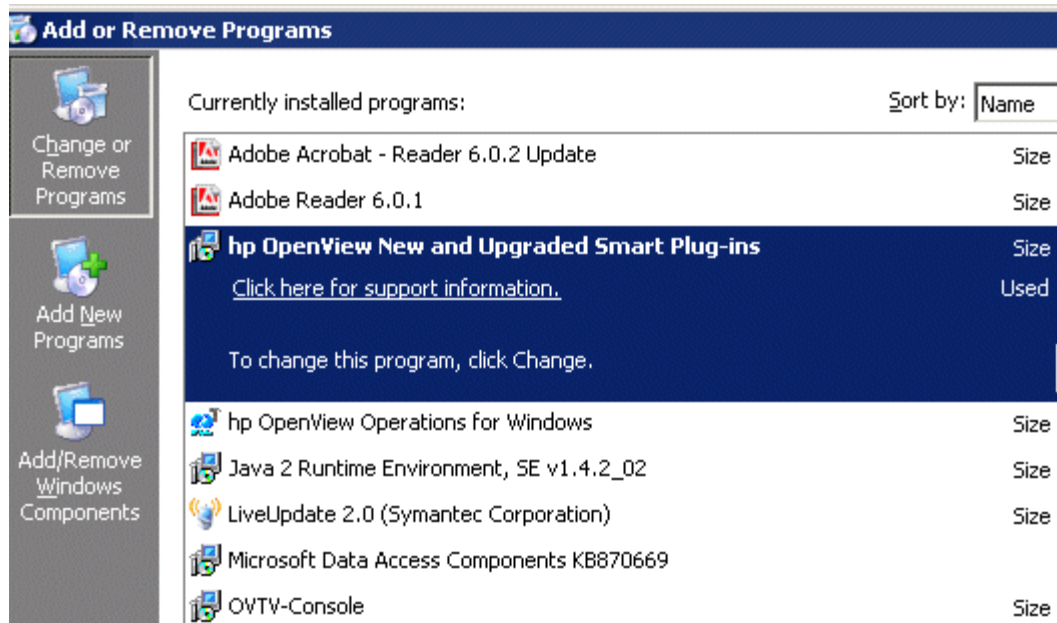 Add or Remove Programs
Change or
Remove
Programs
Add New
Programs
Add/Remove
Windows
Components
Currently installed programs:
Sort by: Name
Adobe Acrobat - Reader 6.0.2 Update Size
Adobe Reader 6.0.1 Size
hp OpenView New and Upgraded Smart Plug-ins Size
Click here for support information. Used
To change this program, click Change.
hp OpenView Operations for Windows Size
Java 2 Runtime Environment, SE v1.4.2_02 Size
LiveUpdate 2.0 (Symantec Corporation) Size
Microsoft Data Access Components KB870669
OVTV-Console Size